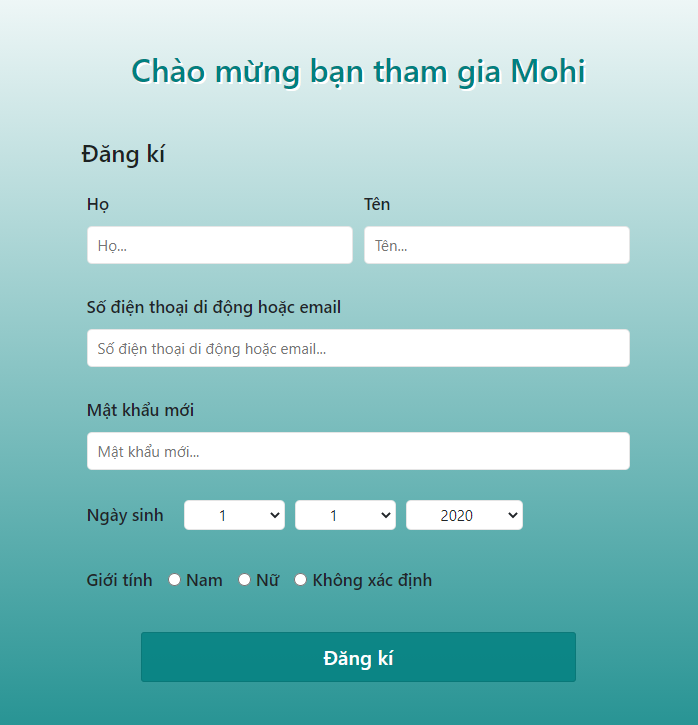 Chào mừng bạn tham gia Mohi
Đăng kí
Họ Tên
Họ... Tên...
Số điện thoại di động hoặc email
Số điện thoại di động hoặc email...
Mật khẩu mới
Mật khẩu mới...
Ngày sinh 1 1 2020
Giới tính Nam Nữ Không xác định
Đăng kí